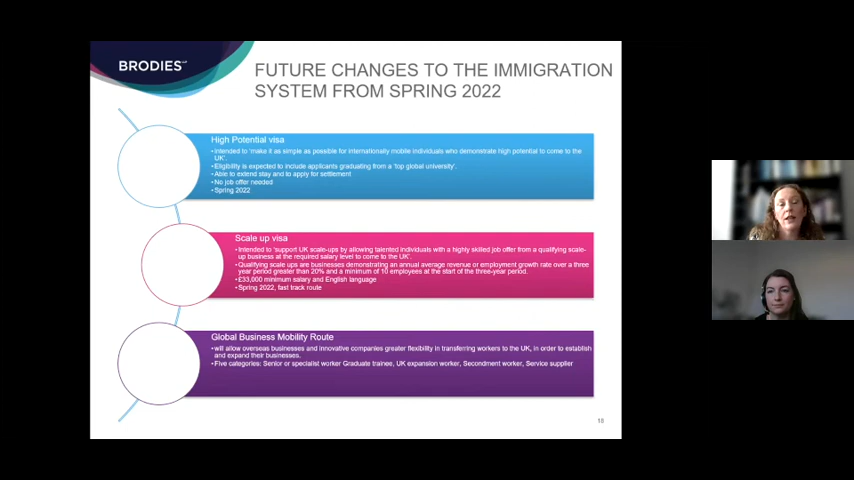 BRODIES LLP
FUTURE CHANGES TO THE IMMIGRATION
SYSTEM FROM SPRING 2022
High Potential visa
•Intended to 'make it as simple as possible for internationally mobile individuals who demonstrate high potential to come to the
UK'.
•Eligibility is expected to include applicants graduating from a 'top global university'.
•Able to extend stay and to apply for settlement
•No job offer needed
•Spring 2022
Scale up visa
•Intended to 'support UK scale-ups by allowing talented individuals with a highly skilled job offer from a qualifying scale-
up business at the required salary level to come to the UK'.
•Qualifying scale ups are businesses demonstrating an annual average revenue or employment growth rate over a three
year period greater than 20% and a minimum of 10 employees at the start of the three-year period.
•£33,000 minimum salary and English language
•Spring 2022, fast track route
Global Business Mobility Route
•will allow overseas businesses and innovative companies greater flexibility in transferring workers to the UK, in order to establish
and expand their businesses.
•Five categories: Senior or specialist worker Graduate trainee, UK expansion worker, Secondment worker, Service supplier
18